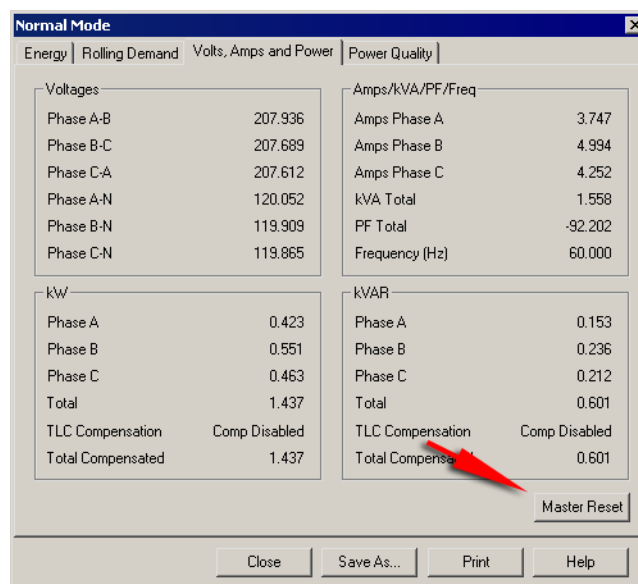 Normal Mode
Energy Rolling Demand Volts, Amps and Power Power Quality
Voltages
Phase A-B 207.936
Phase B-C 207.689
Phase C-A 207.612
Phase A-N 120.052
Phase B-N 119.909
Phase C-N 119.865
Amps/kVA/PF/Freq
Amps Phase A 3.747
Amps Phase B 4.994
Amps Phase C 4.252
kVA Total 1.558
PF Total -92.202
Frequency (Hz) 60.000
kW
Phase A 0.423
Phase B 0.551
Phase C 0.463
Total 1.437
TLC Compensation Comp Disabled
Total Compensated 1.437
kVAR
Phase A 0.153
Phase B 0.236
Phase C 0.212
Total 0.601
TLC Compensation Comp Disabled
Total Compensated 0.601
Master Reset
Close Save As... Print Help